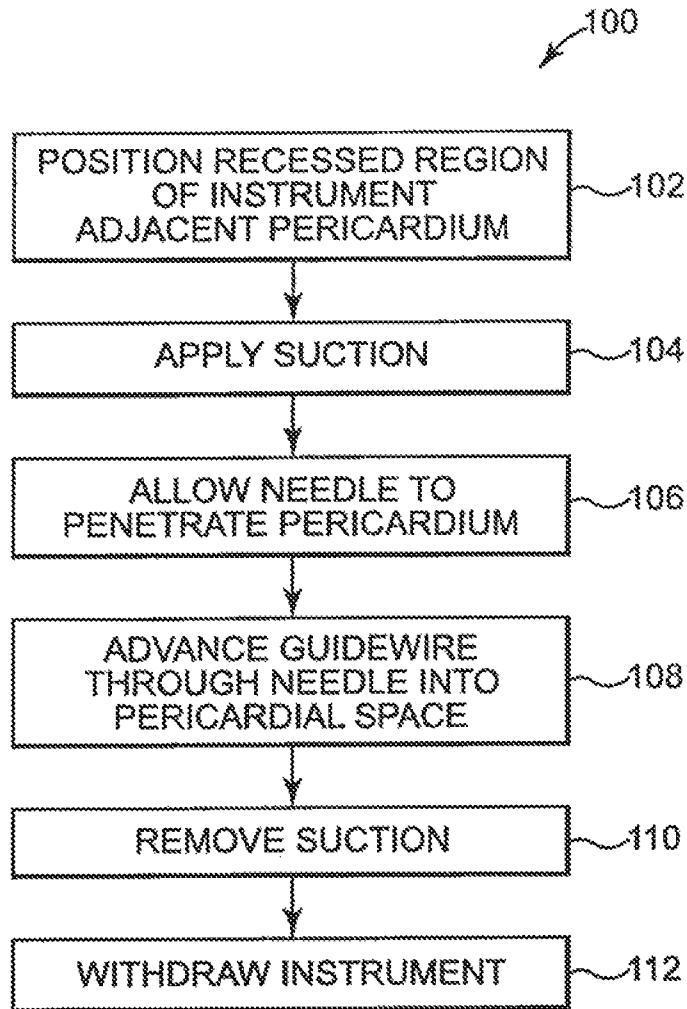 100
POSITION RECESSED REGION
OF INSTRUMENT
ADJACENT PERICARDIUM
102
APPLY SUCTION
104
ALLOW NEEDLE TO
PENETRATE PERICARDIUM
106
ADVANCE GUIDEWIRE
THROUGH NEEDLE INTO
PERICARDIAL SPACE
108
REMOVE SUCTION
110
WITHDRAW INSTRUMENT
112